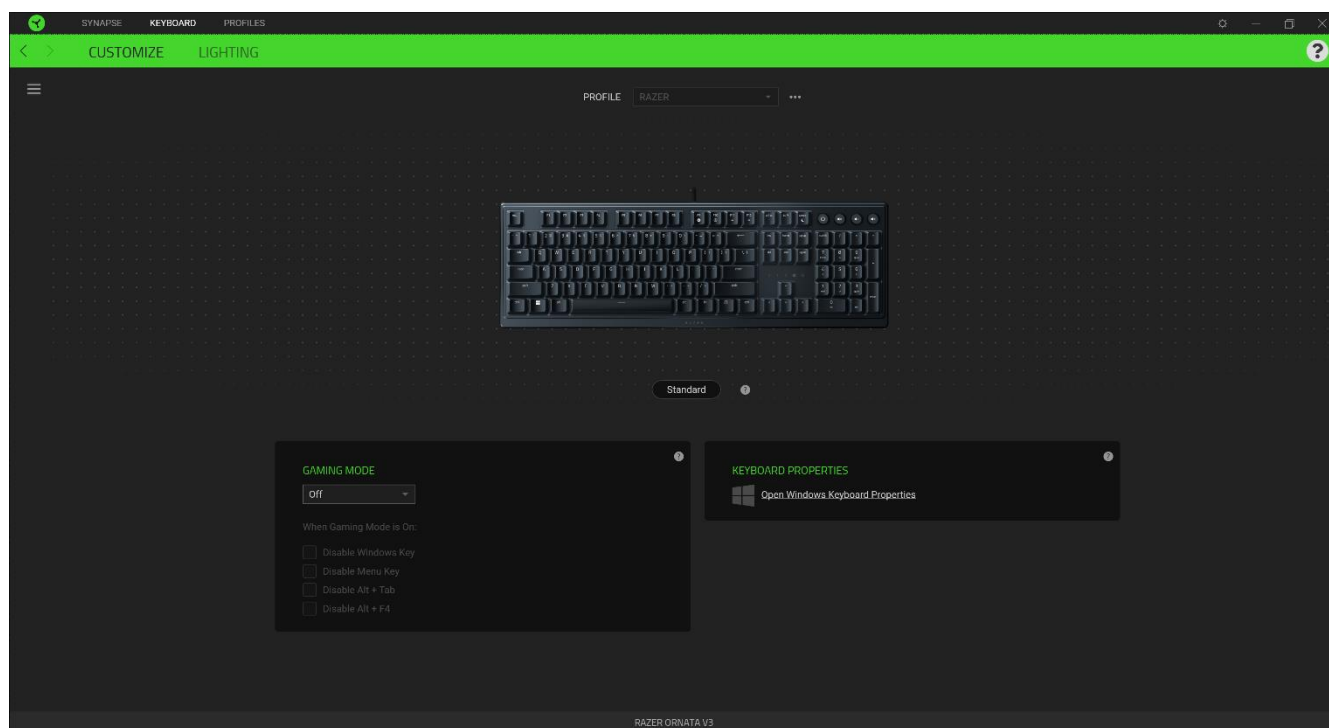 SYNAPSE KEYBOARD PROFILES
CUSTOMIZE LIGHTING
PROFILE RAZER
Standard
GAMING MODE
Off
When Gaming Mode is On:
Disable Windows Key
Disable Menu Key
Disable Alt + Tab
Disable Alt + F4
KEYBOARD PROPERTIES
Open Windows Keyboard Properties
RAZER ORNATA V3